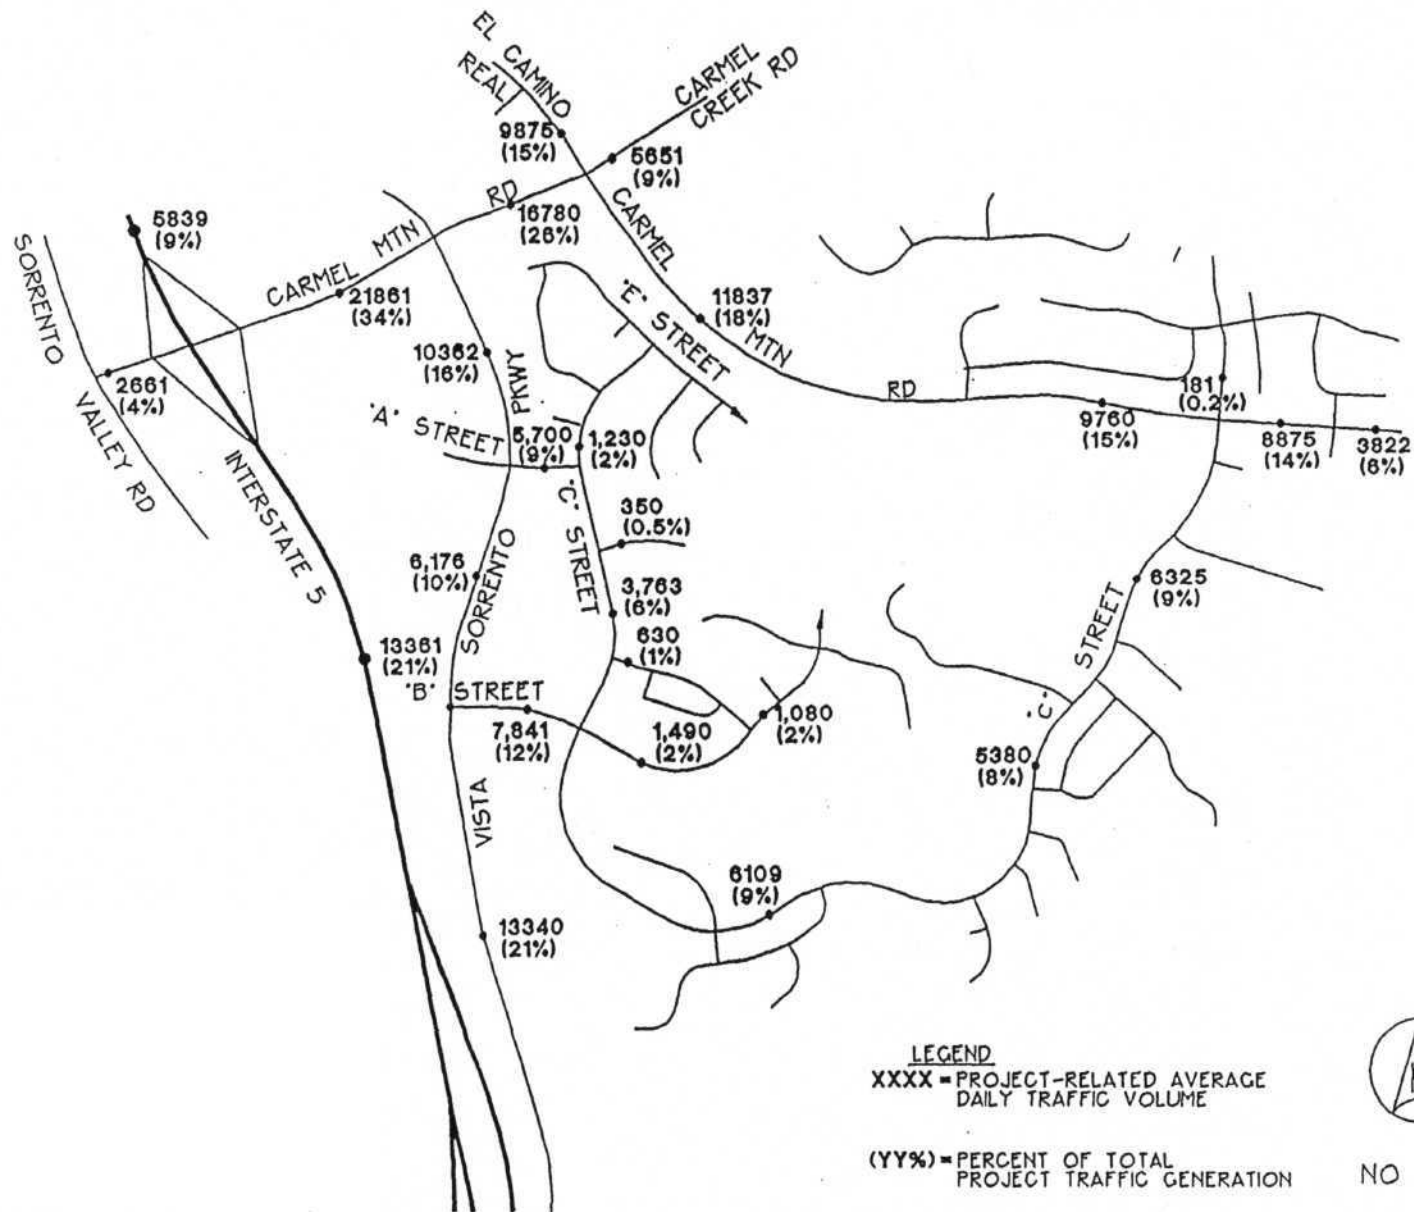 EL CAMINO
REAL
CARMEL
CREEK RD
9875
(15%)
5651
(9%)
RD
16780
(26%)
CARMEL
5839
(9%)
MTN
SORRENTO
CARMEL
21861
(34%)
"E" STREET
11837
(18%)
MTN
10362
(16%)
PKWY
RD
2661
(4%)
181
(0.2%)
VALLEY RD
"A" STREET
5,700
(9%)
1,230
(2%)
9760
(15%)
8875
(14%)
3822
(6%)
INTERSTATE 5
"C" STREET
350
(0.5%)
6,176
(10%)
SORRENTO
3,763
(6%)
6325
(9%)
STREET
13361
(21%)
630
(1%)
"B" STREET
7,841
(12%)
1,490
(2%)
1,080
(2%)
"C"
5380
(8%)
VISTA
6109
(9%)
13340
(21%)
LEGEND
XXXX = PROJECT-RELATED AVERAGE
DAILY TRAFFIC VOLUME
(YY%) = PERCENT OF TOTAL
PROJECT TRAFFIC GENERATION
NO